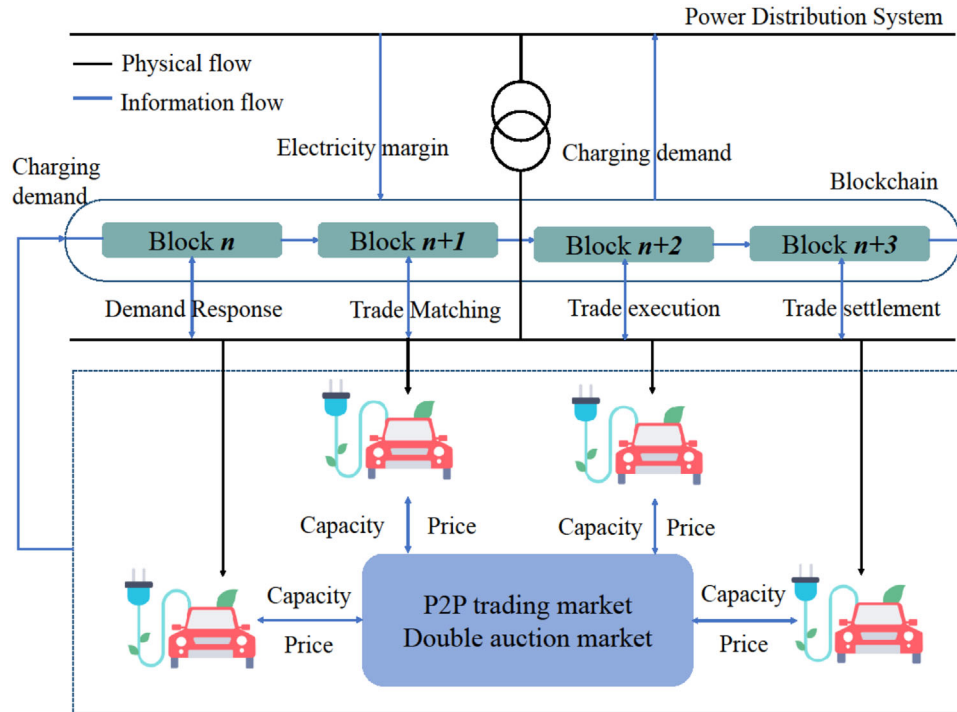 Power Distribution System
Physical flow
Information flow
Electricity margin
Charging demand
Charging
demand
Blockchain
Block n
Block n+1
Block n+2
Block n+3
Demand Response
Trade Matching
Trade execution
Trade settlement
Capacity
Price
Capacity
Price
Capacity
Price
P2P trading market
Double auction market
Capacity
Price